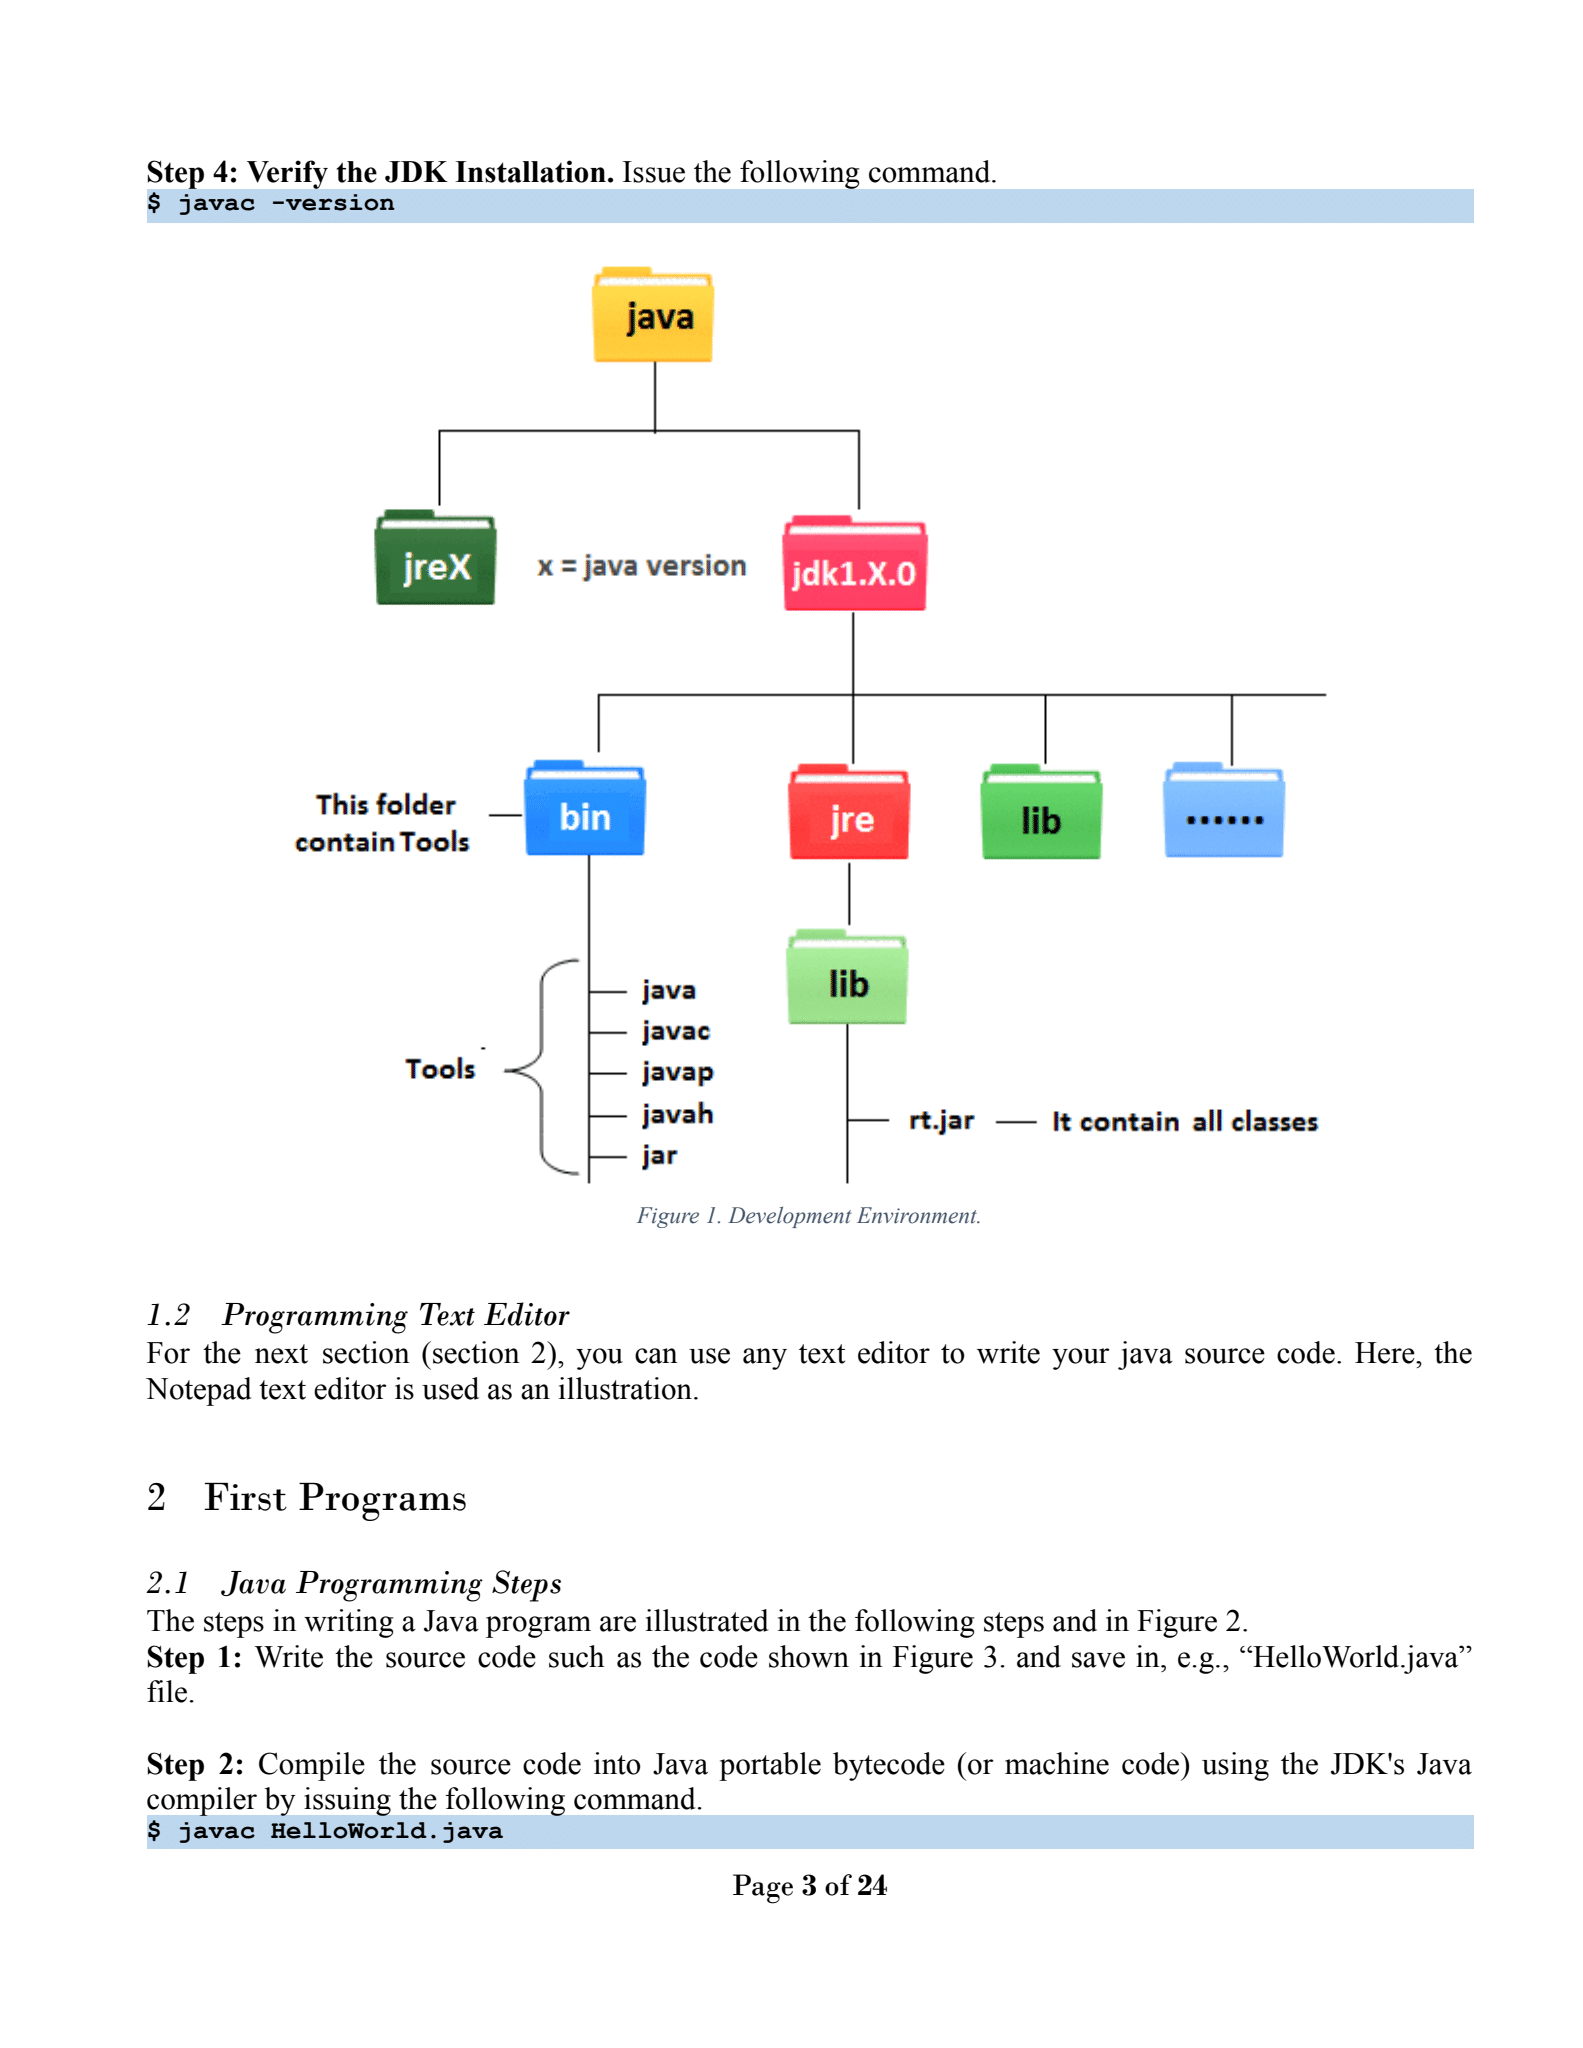 Step 4: Verify the JDK Installation. Issue the following command.
$ javac -version
java
jreX
x = java version
jdk1.X.0
This folder
contain Tools
bin
jre
lib
......
lib
Tools
java
javac
javap
javah
jar
rt.jar
It contain all classes
Figure 1. Development Environment.
1.2 Programming Text Editor
For the next section (section 2), you can use any text editor to write your java source code. Here, the
Notepad text editor is used as an illustration.
2 First Programs
2.1 Java Programming Steps
The steps in writing a Java program are illustrated in the following steps and in Figure 2.
Step 1: Write the source code such as the code shown in Figure 3. and save in, e.g., “HelloWorld.java”
file.
Step 2: Compile the source code into Java portable bytecode (or machine code) using the JDK's Java
compiler by issuing the following command.
$ javac HelloWorld.java
Page 3 of 24